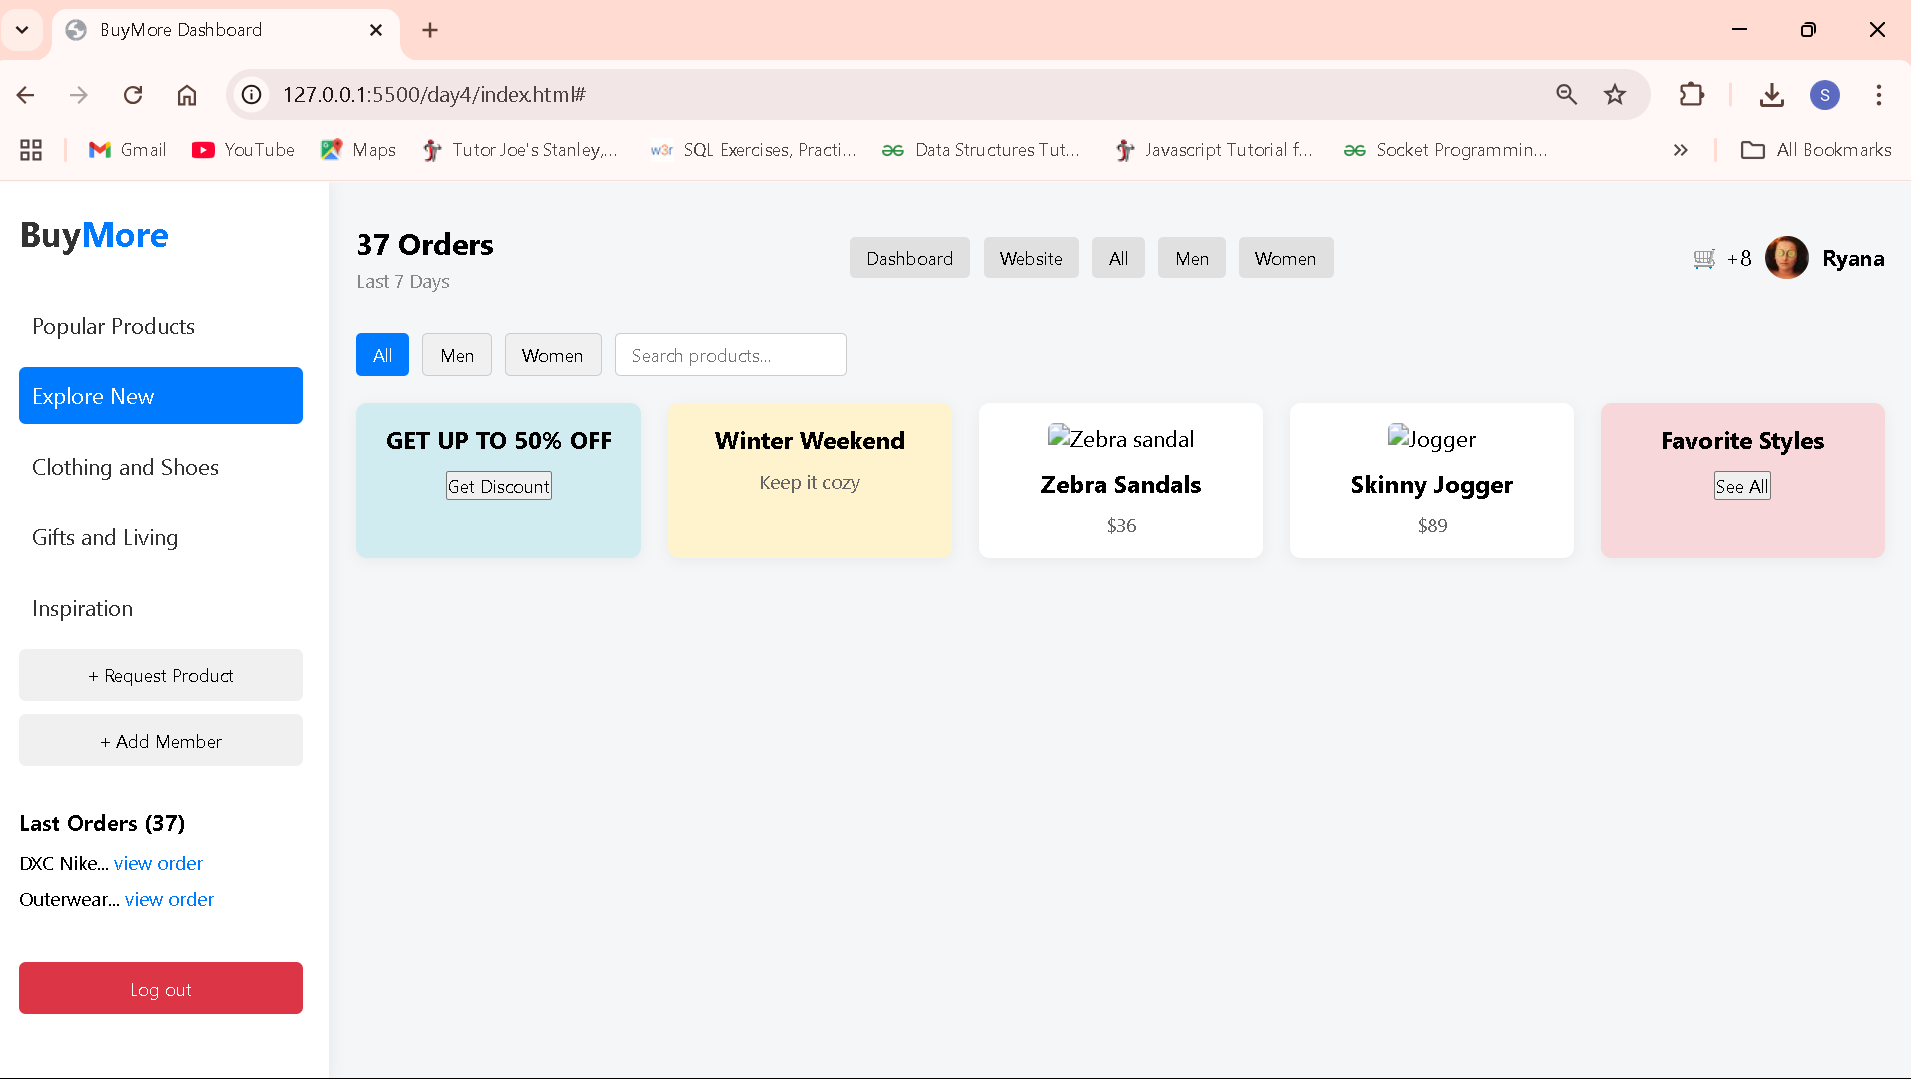 BuyMore Dashboard
127.0.0.1:5500/day4/index.html#
S
Gmail
YouTube
Maps
Tutor Joe's Stanley,...
w3r
SQL Exercises, Practi...
Data Structures Tut...
Javascript Tutorial f...
Socket Programmin...
All Bookmarks
BuyMore
Popular Products
Explore New
Clothing and Shoes
Gifts and Living
Inspiration
+ Request Product
+ Add Member
Last Orders (37)
DXC Nike... view order
Outerwear... view order
Log out
37 Orders
Last 7 Days
Dashboard
Website
All
Men
Women
+8
Ryana
All
Men
Women
Search products...
GET UP TO 50% OFF
Get Discount
Winter Weekend
Keep it cozy
Zebra sandal
Zebra Sandals
$36
Jogger
Skinny Jogger
$89
Favorite Styles
See All